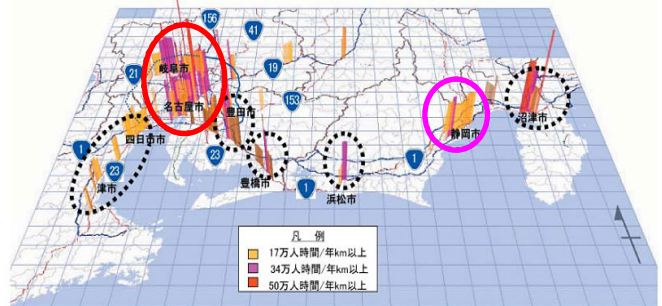 156
41
21
19
岐阜市
名古屋市
153
豊田市
静岡市
沼津市
四日市市
1
23
23
津市
豊橋市
1
浜松市
1
凡 例
17万人時間/年km以上
34万人時間/年km以上
50万人時間/年km以上